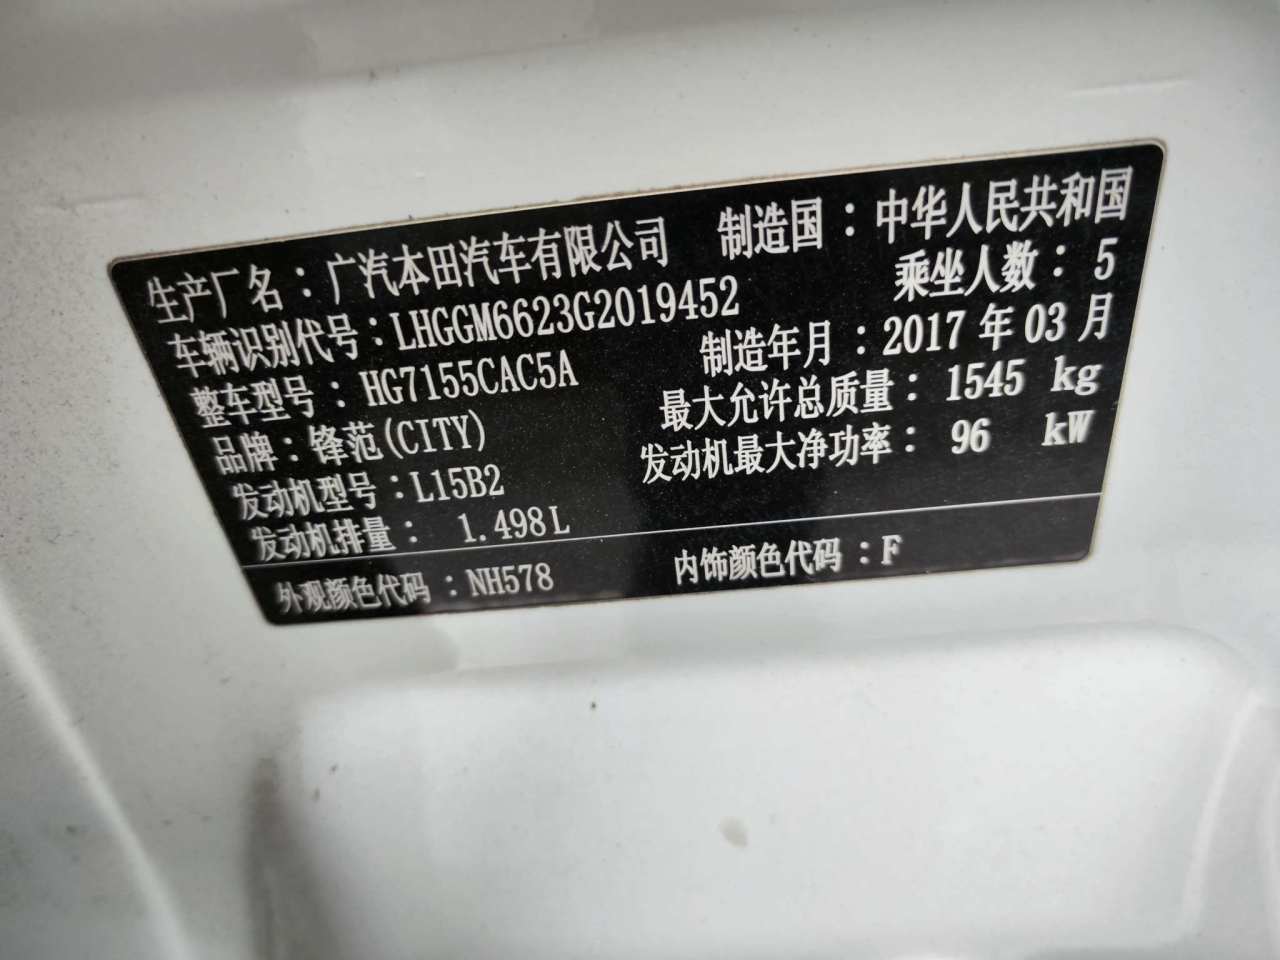 生产厂名：广汽本田汽车有限公司 制造国：中华人民共和国
车辆识别代号：LHGGM6623G2019452 乘坐人数：5
整车型号：HG7155CAC5A 制造年月：2017年03月
品牌：锋范(CITY) 最大允许总质量：1545 kg
发动机型号：L15B2 发动机最大净功率：96 kW
发动机排量：1.498L
外观颜色代码：NH578 内饰颜色代码：F